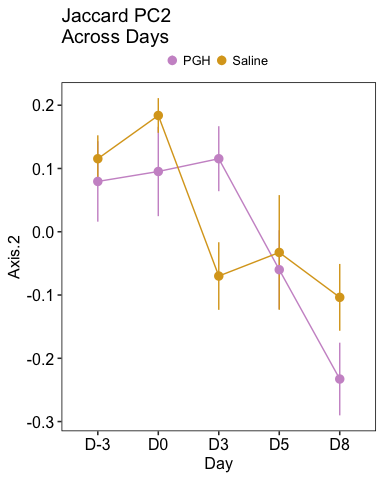 Jaccard PC2
Across Days
PGH Saline
0.2
0.1
0.0
-0.1
-0.2
-0.3
Axis.2
D-3 D0 D3 D5 D8
Day